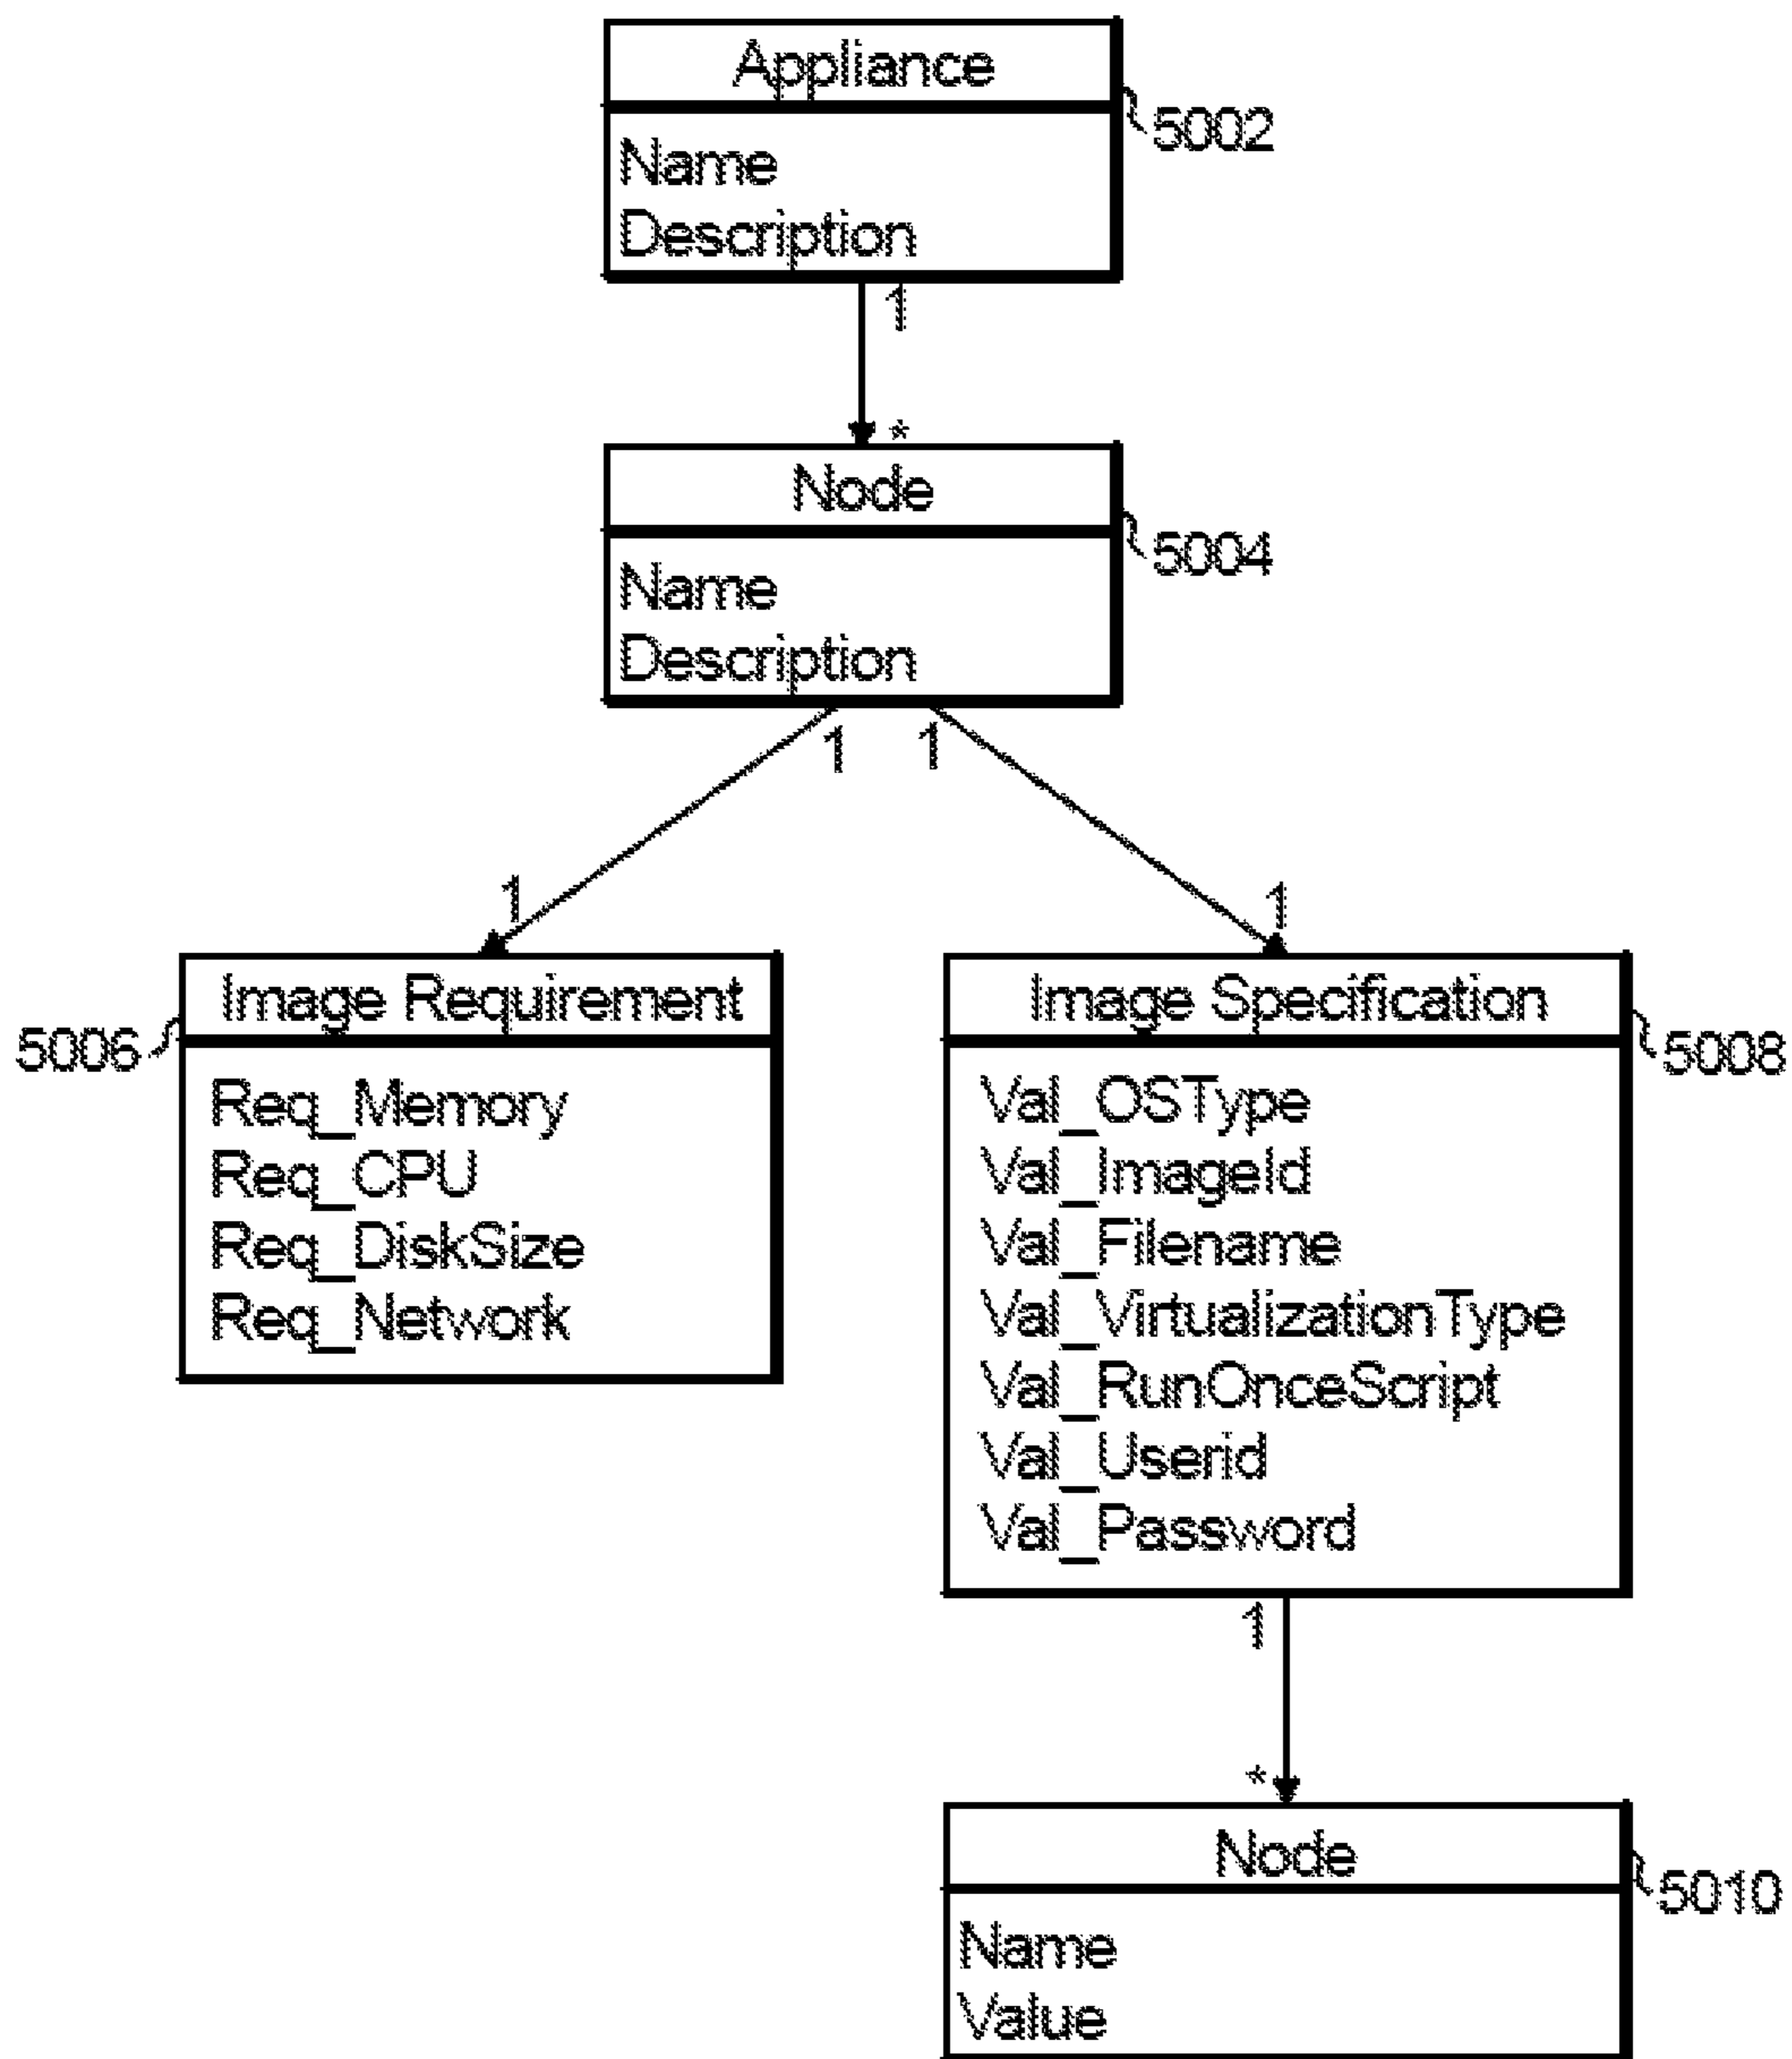 Appliance
5002
Name
Description
1
*
Node
5004
Name
Description
1 1
1 1
Image Requirement
5006
Req_Memory
Req_CPU
Req_DiskSize
Req_Network
Image Specification
5008
Val_OSType
Val_ImageId
Val_Filename
Val_VirtualizationType
Val_RunOnceScript
Val_Userid
Val_Password
1
*
Node
5010
Name
Value